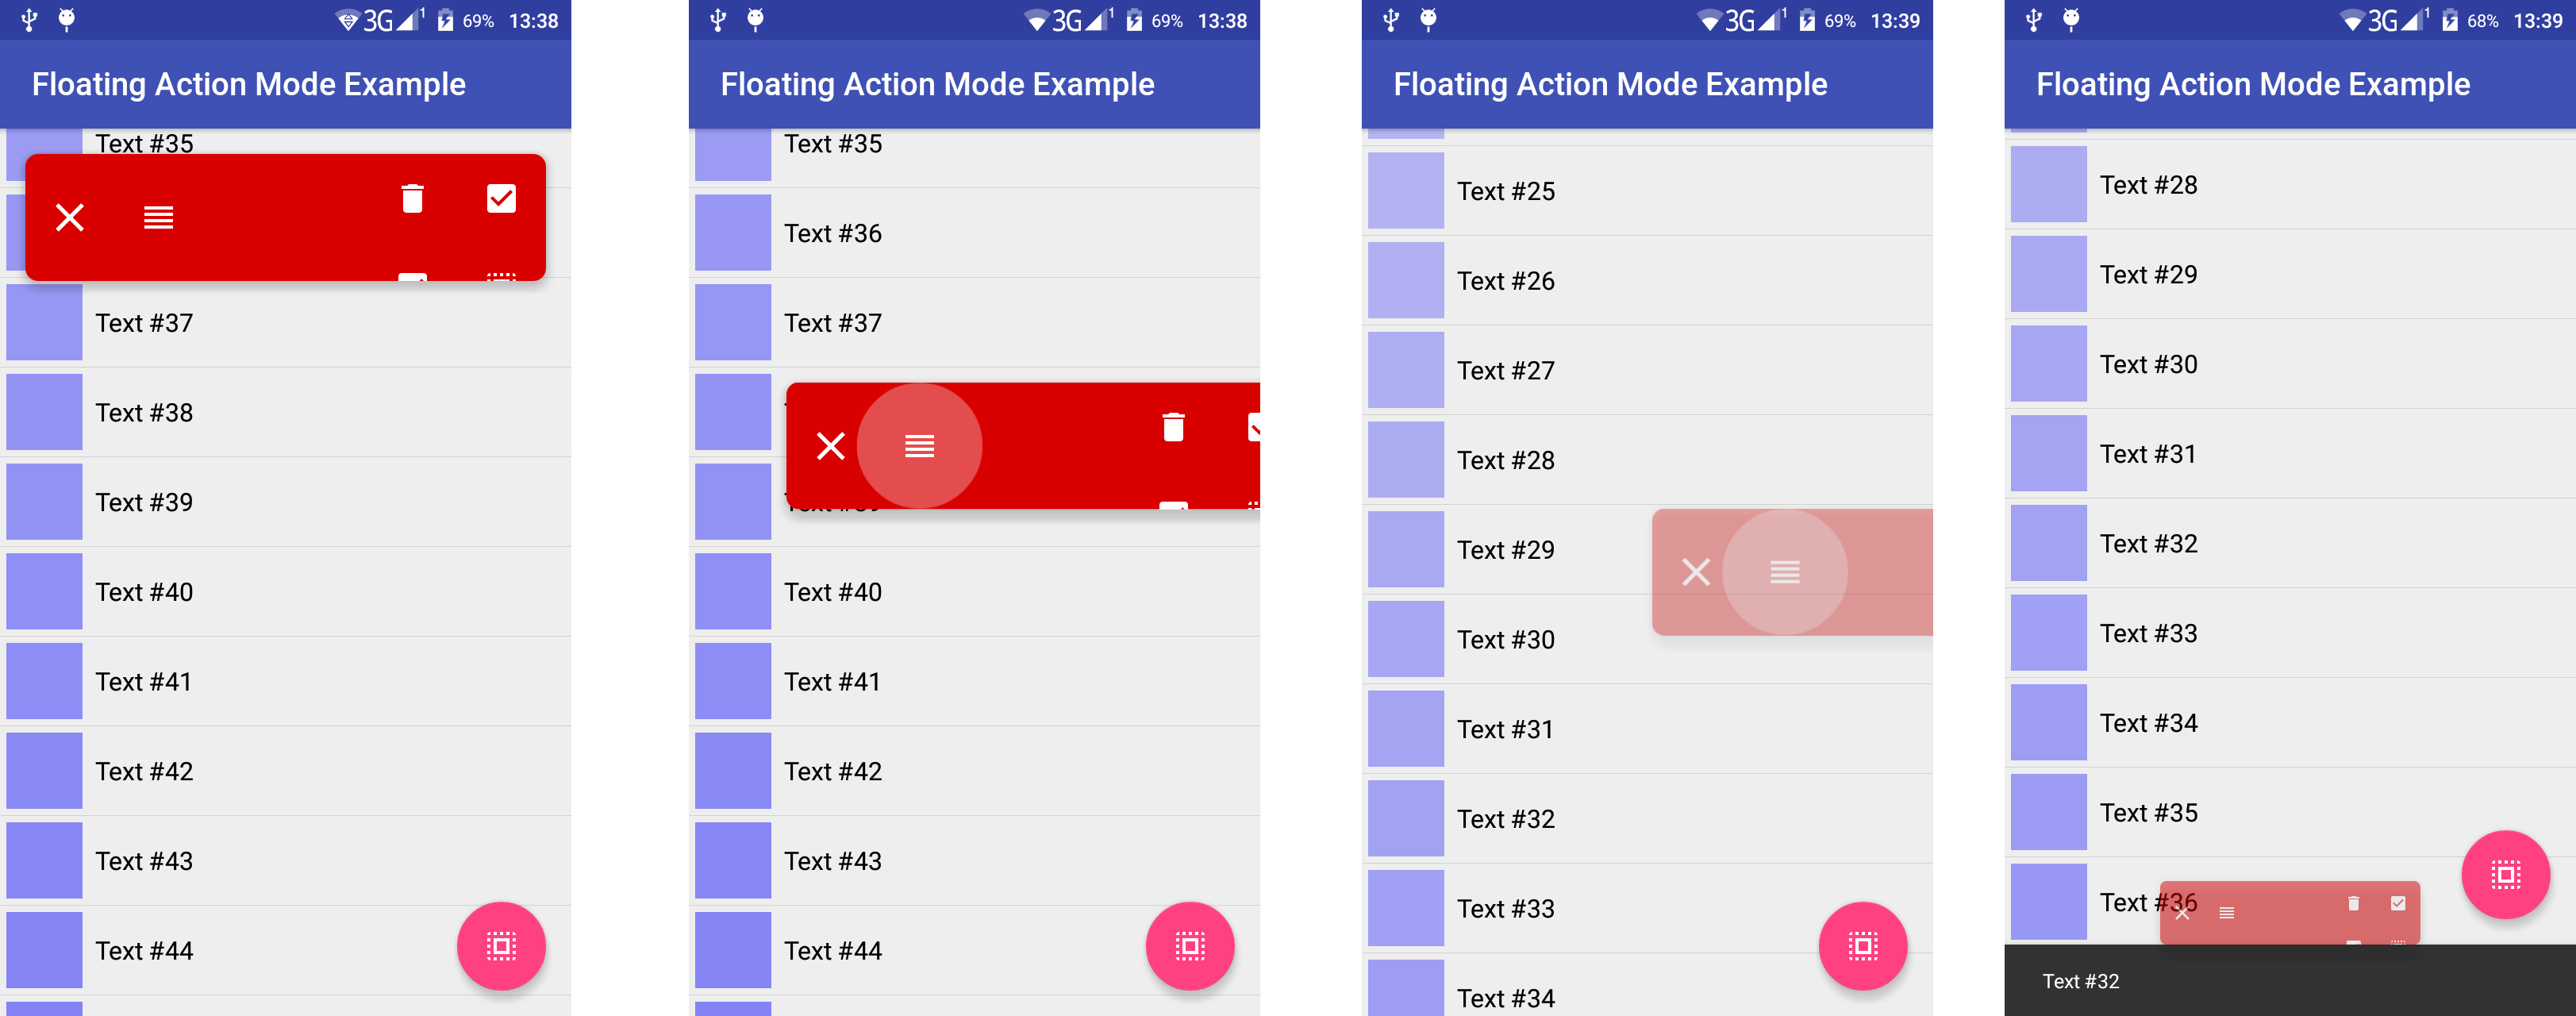 3G 1 69% 13:38
Floating Action Mode Example
Text #35
Text #37
Text #38
Text #39
Text #40
Text #41
Text #42
Text #43
Text #44
3G 1 69% 13:38
Floating Action Mode Example
Text #35
Text #36
Text #37
Text #40
Text #41
Text #42
Text #43
Text #44
3G 1 69% 13:39
Floating Action Mode Example
Text #25
Text #26
Text #27
Text #28
Text #29
Text #30
Text #31
Text #32
Text #33
Text #34
3G 1 68% 13:39
Floating Action Mode Example
Text #28
Text #29
Text #30
Text #31
Text #32
Text #33
Text #34
Text #35
Text #36
Text #32